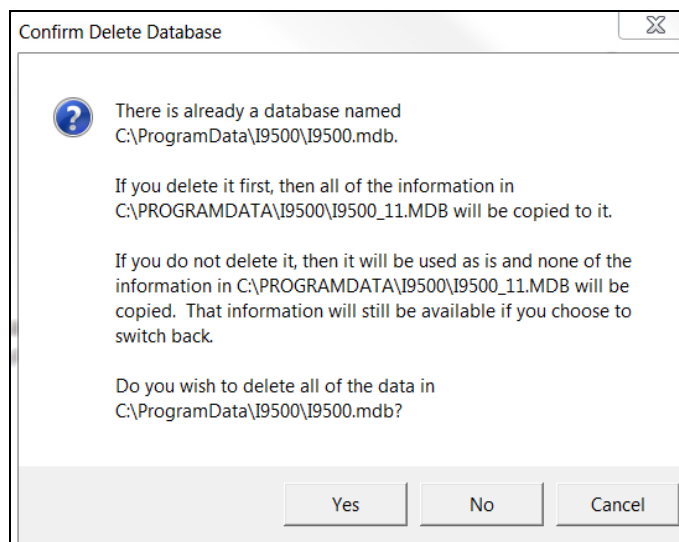 Confirm Delete Database
There is already a database named
C:\ProgramData\I9500\I9500.mdb.
If you delete it first, then all of the information in
C:\PROGRAMDATA\I9500\I9500_11.MDB will be copied to it.
If you do not delete it, then it will be used as is and none of the
information in C:\PROGRAMDATA\I9500\I9500_11.MDB will be
copied.  That information will still be available if you choose to
switch back.
Do you wish to delete all of the data in
C:\ProgramData\I9500\I9500.mdb?
Yes
No
Cancel